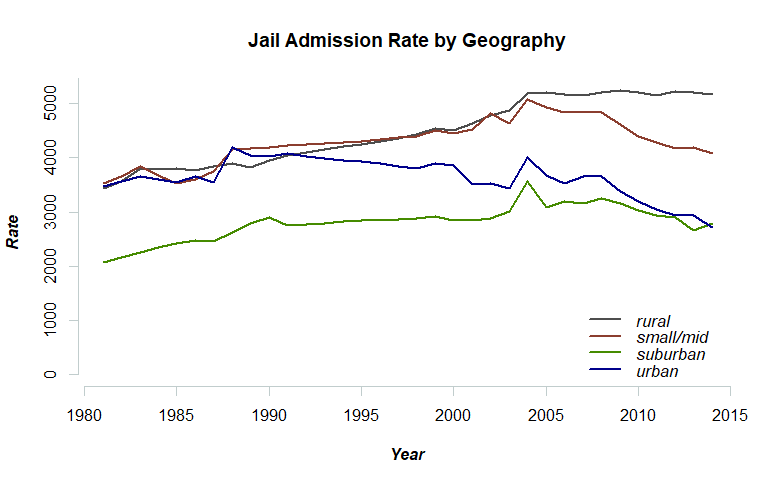 Jail Admission Rate by Geography
Rate
5000
4000
3000
2000
1000
0
rural
small/mid
suburban
urban
1980 1985 1990 1995 2000 2005 2010 2015
Year